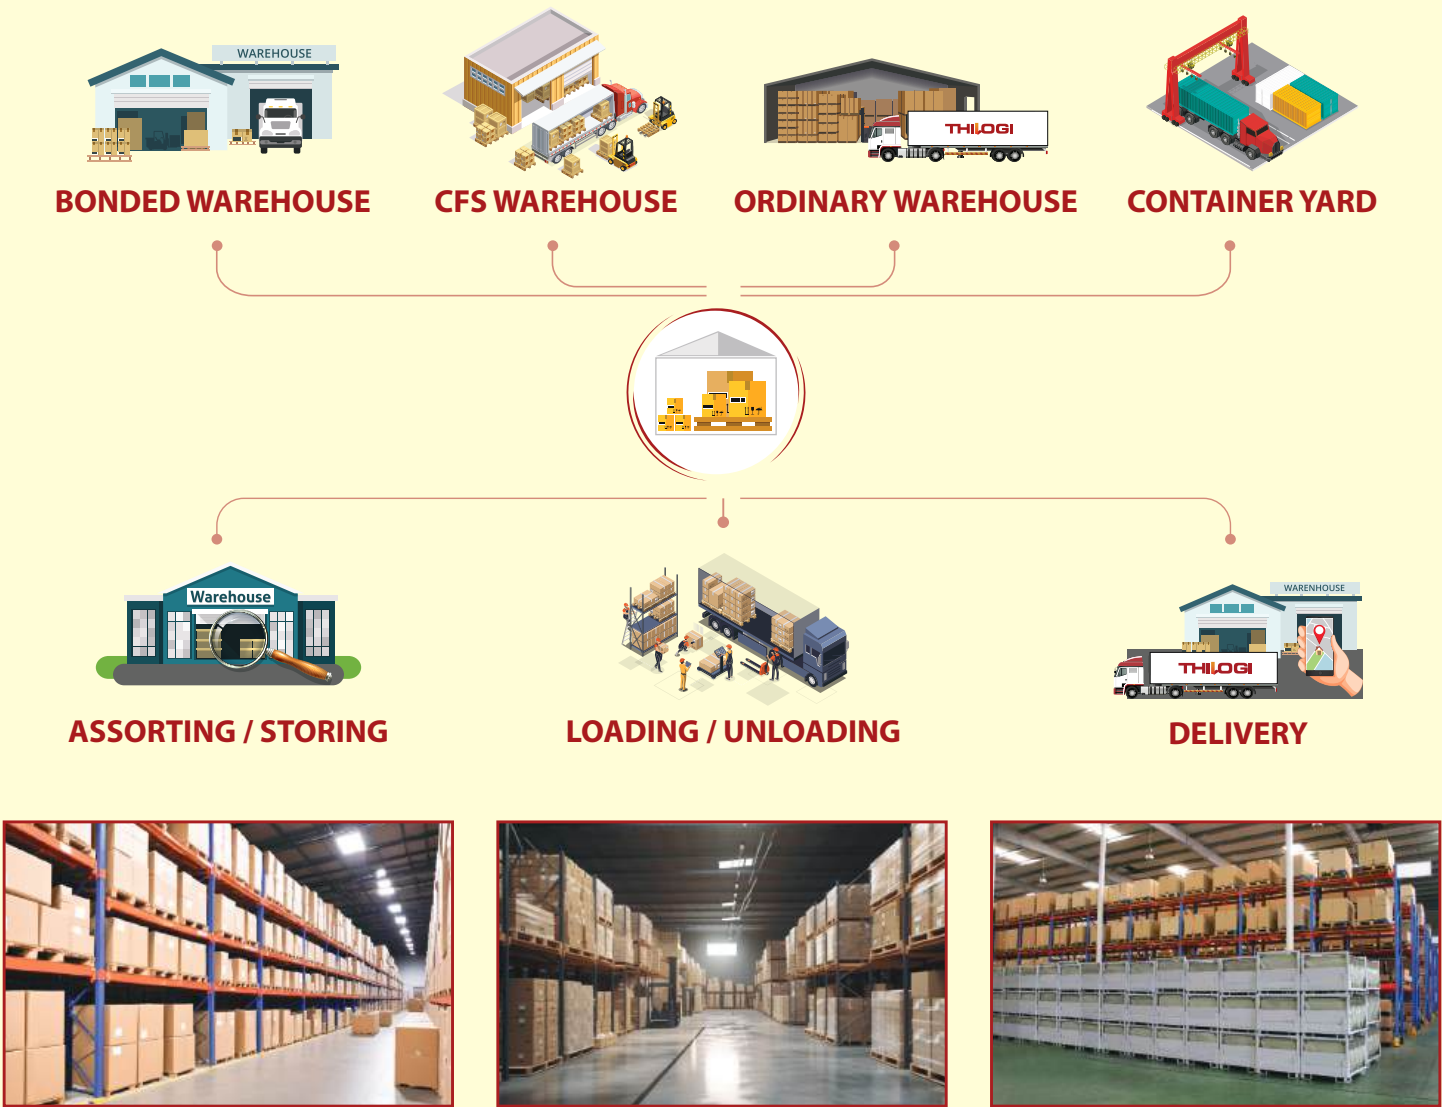 WAREHOUSE
THILOGI
BONDED WAREHOUSE
CFS WAREHOUSE
ORDINARY WAREHOUSE
CONTAINER YARD
Warehouse
WARENHOUSE
THILOGI
ASSORTING / STORING
LOADING / UNLOADING
DELIVERY